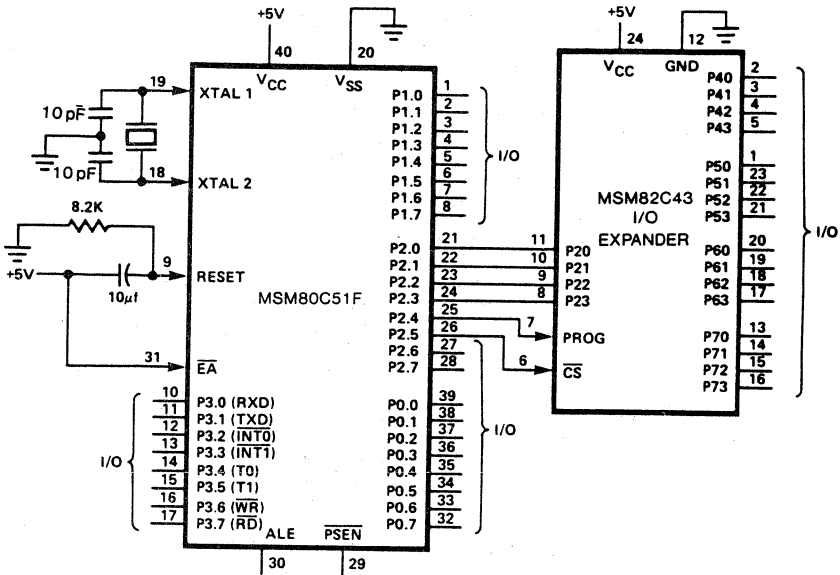 +5V
40
20
VCC
VSS
19
XTAL 1
10 pF
10 pF
18
XTAL 2
8.2K
+5V
9
RESET
10µf
31
EA
MSM80C51F
P1.0 1
P1.1 2
P1.2 3
P1.3 4
P1.4 5
P1.5 6
P1.6 7
P1.7 8
I/O
P2.0 21
P2.1 22
P2.2 23
P2.3 24
P2.4 25
P2.5 26
P2.6 27
P2.7 28
P0.0 39
P0.1 38
P0.2 37
P0.3 36
P0.4 35
P0.5 34
P0.6 33
P0.7 32
I/O
10 P3.0 (RXD)
11 P3.1 (TXD)
12 P3.2 (INT0)
13 P3.3 (INT1)
14 P3.4 (T0)
15 P3.5 (T1)
16 P3.6 (WR)
17 P3.7 (RD)
I/O
ALE
PSEN
30
29
+5V
24
12
VCC
GND
MSM82C43
I/O
EXPANDER
11 P20
10 P21
9 P22
8 P23
7 PROG
6 CS
P40 2
P41 3
P42 4
P43 5
P50 1
P51 23
P52 22
P53 21
P60 20
P61 19
P62 18
P63 17
P70 13
P71 14
P72 15
P73 16
I/O